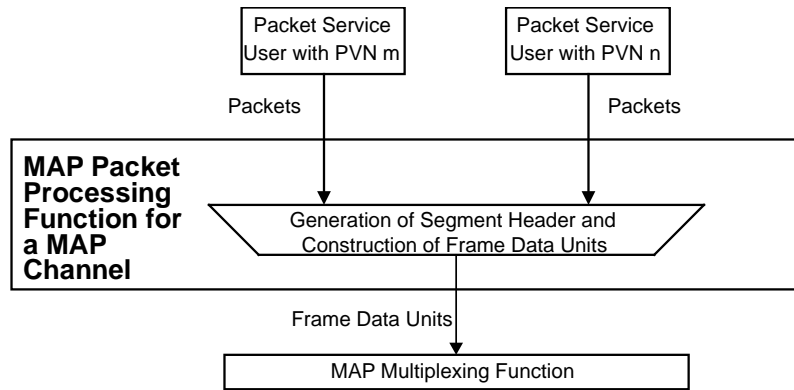 Packet Service
User with PVN m
Packet Service
User with PVN n
Packets
Packets
MAP Packet
Processing
Function for
a MAP
Channel
Generation of Segment Header and
Construction of Frame Data Units
Frame Data Units
MAP Multiplexing Function